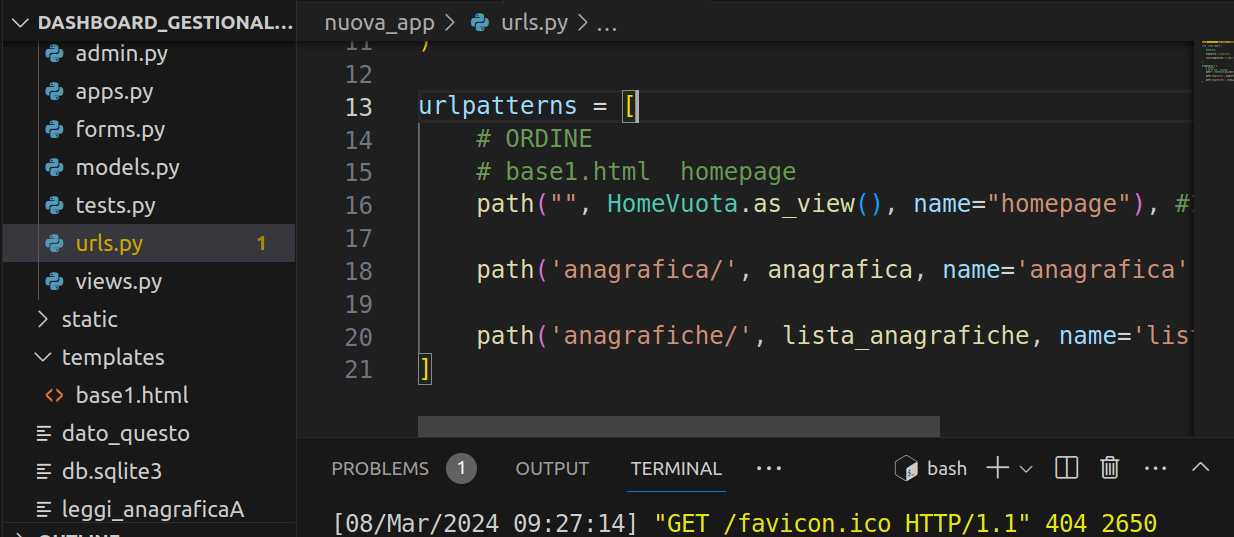 DASHBOARD_GESTIONAL...
admin.py
apps.py
forms.py
models.py
tests.py
urls.py 1
views.py
static
templates
base1.html
dato_questo
db.sqlite3
leggi_anagraficaA
nuova_app > urls.py > ...
11 )
12
13 urlpatterns = [
14 # ORDINE
15 # base1.html  homepage
16 path("", HomeVuota.as_view(), name="homepage"), #
17
18 path('anagrafica/', anagrafica, name='anagrafica'
19
20 path('anagrafiche/', lista_anagrafiche, name='lis
21 ]
PROBLEMS 1 OUTPUT TERMINAL ... bash ...
[08/Mar/2024 09:27:14] "GET /favicon.ico HTTP/1.1" 404 2650